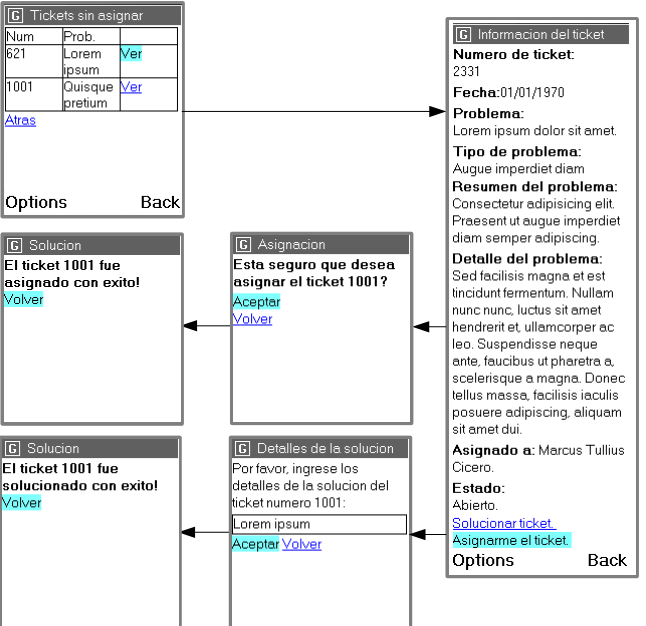 G Tickets sin asignar
Num Prob.
621 Lorem ipsum Ver
1001 Quisque pretium Ver
Atras
Options Back
G Informacion del ticket
Numero de ticket:
2331
Fecha:01/01/1970
Problema:
Lorem ipsum dolor sit amet.
Tipo de problema:
Augue imperdiet diam
Resumen del problema:
Consectetur adipisicing elit.
Praesent ut augue imperdiet
diam semper adipiscing.
Detalle del problema:
Sed facilisis magna et est
tincidunt fermentum. Nullam
nunc nunc, luctus sit amet
hendrerit et, ullamcorper ac
leo. Suspendisse neque
ante, faucibus ut pharetra a,
scelerisque a magna. Donec
tellus massa, facilisis iaculis
posuere adipiscing, aliquam
sit amet dui.
Asignado a: Marcus Tullius
Cicero.
Estado:
Abierto.
Solucionar ticket.
Asignarme el ticket.
Options Back
G Solucion
El ticket 1001 fue
asignado con exito!
Volver
G Asignacion
Esta seguro que desea
asignar el ticket 1001?
Aceptar
Volver
G Solucion
El ticket 1001 fue
solucionado con exito!
Volver
G Detalles de la solucion
Por favor, ingrese los
detalles de la solucion del
ticket numero 1001:
Lorem ipsum
Aceptar Volver